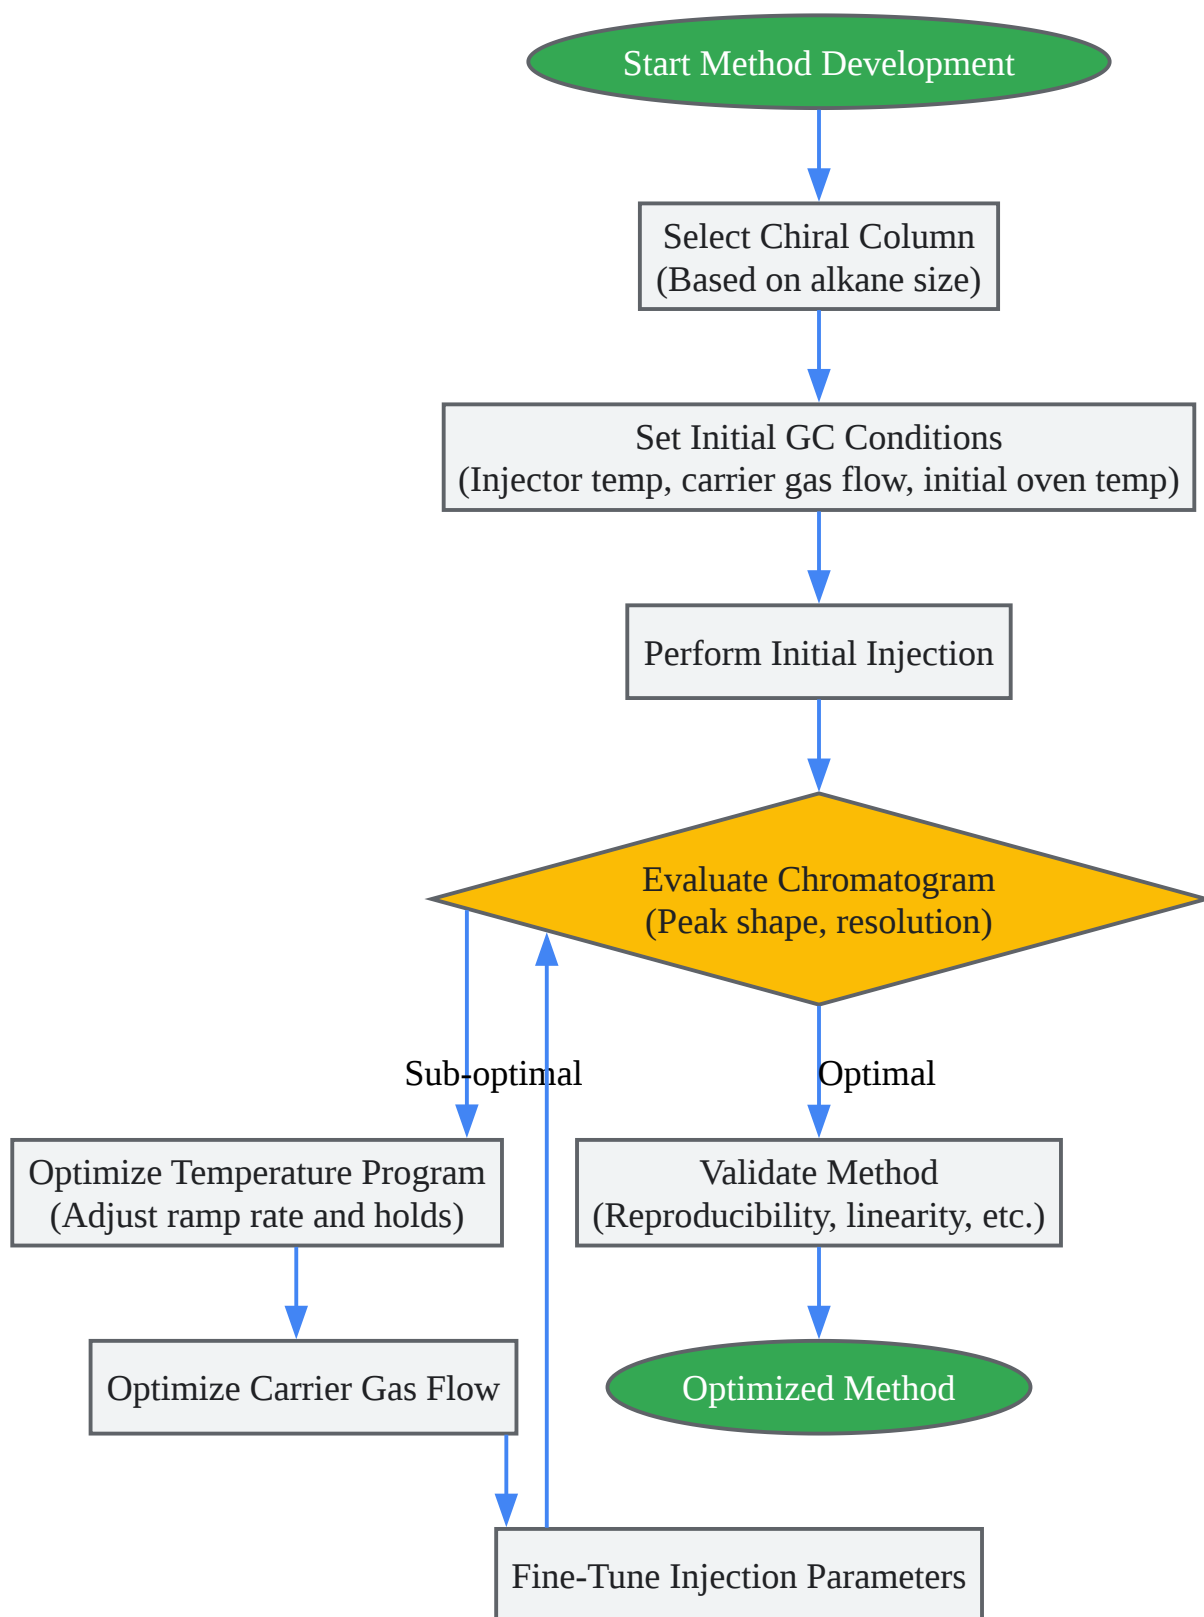 Start Method Development
Select Chiral Column
(Based on alkane size)
Set Initial GC Conditions
(Injector temp, carrier gas flow, initial oven temp)
Perform Initial Injection
Evaluate Chromatogram
(Peak shape, resolution)
Sub-optimal
Optimal
Optimize Temperature Program
(Adjust ramp rate and holds)
Validate Method
(Reproducibility, linearity, etc.)
Optimize Carrier Gas Flow
Optimized Method
Fine-Tune Injection Parameters